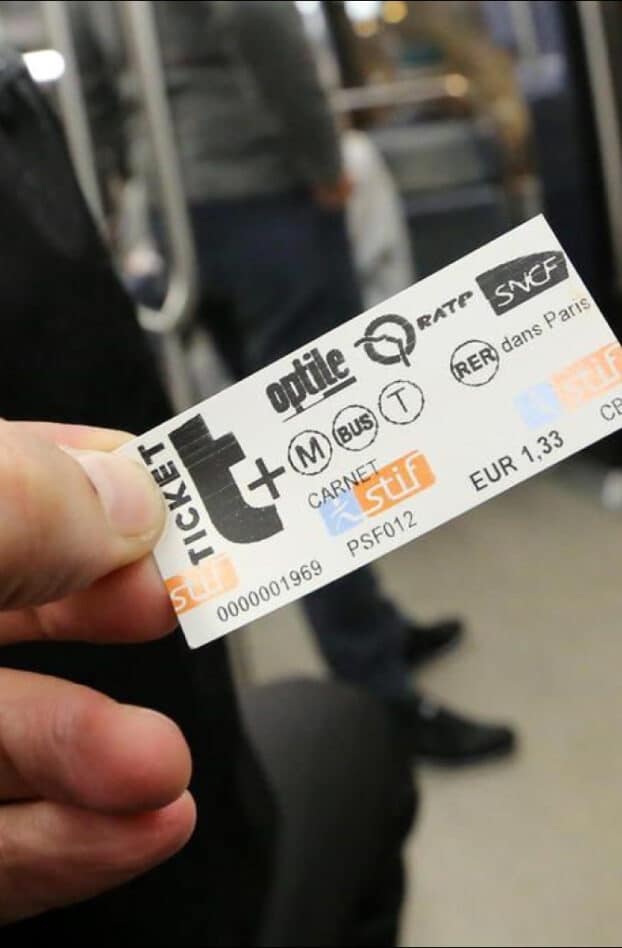 TICKET
t+
optile
RATP
SNCF
M BUS T
RER dans Paris
CARNET
stif
EUR 1,33
stif
0000001969 PSF012
stif